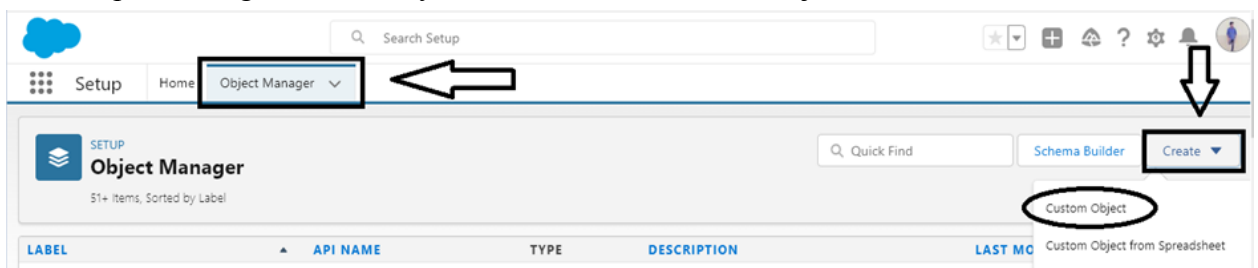 Search Setup
Setup Home Object Manager
SETUP
Object Manager
51+ Items, Sorted by Label
Quick Find Schema Builder Create
Custom Object
Custom Object from Spreadsheet
LABEL API NAME TYPE DESCRIPTION LAST MO